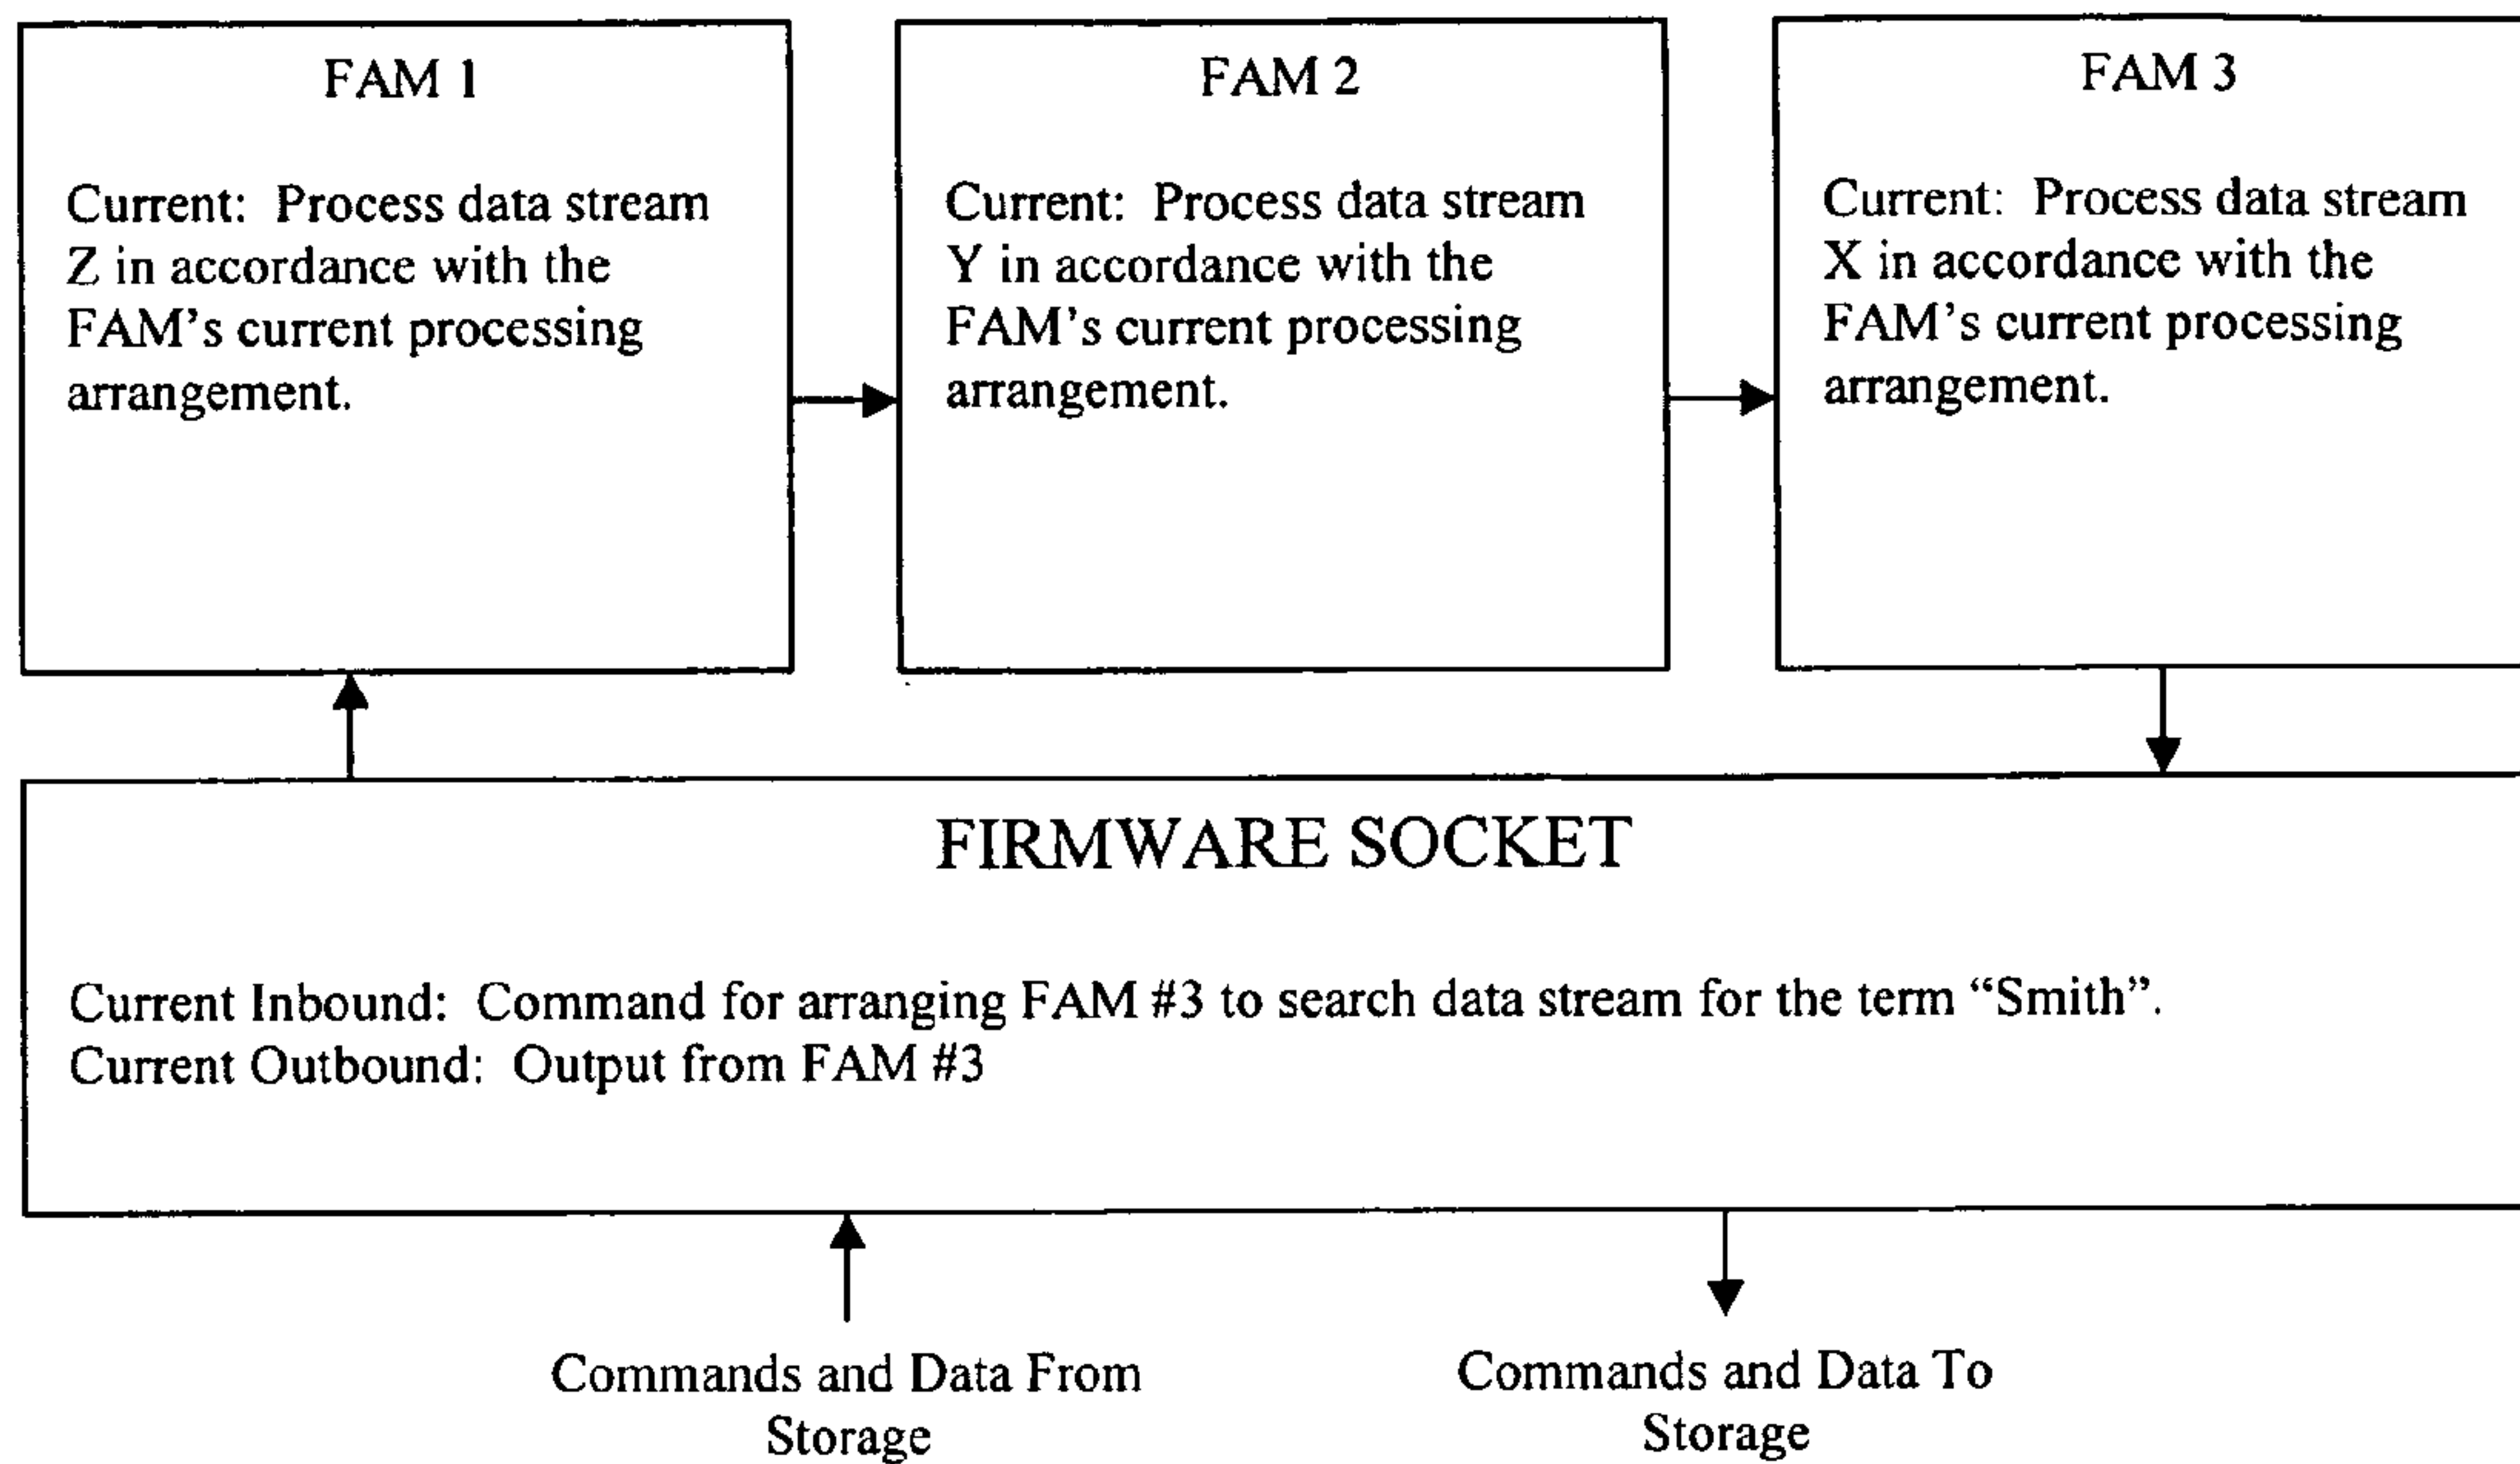 FAM 1
Current: Process data stream
Z in accordance with the
FAM's current processing
arrangement.
FAM 2
Current: Process data stream
Y in accordance with the
FAM's current processing
arrangement.
FAM 3
Current: Process data stream
X in accordance with the
FAM's current processing
arrangement.
FIRMWARE SOCKET
Current Inbound: Command for arranging FAM #3 to search data stream for the term “Smith”.
Current Outbound: Output from FAM #3
Commands and Data From
Storage
Commands and Data To
Storage